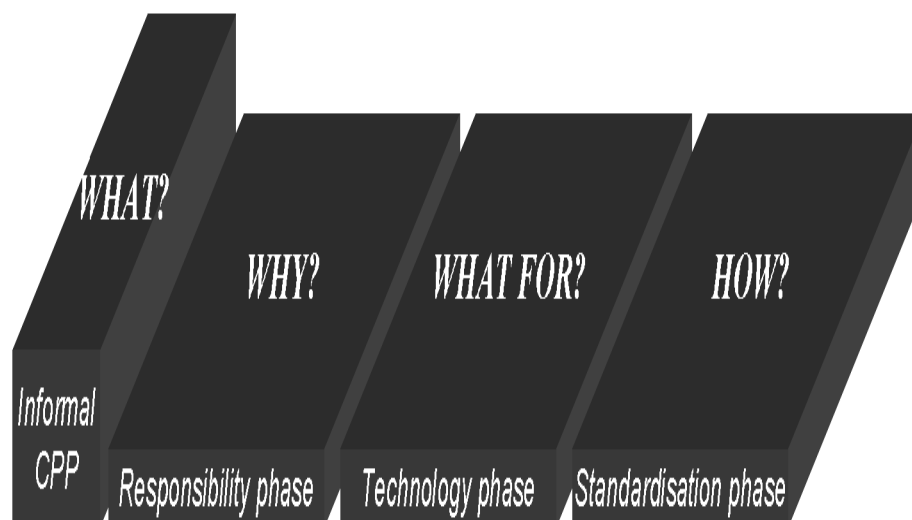 WHAT?
WHY?
WHAT FOR?
HOW?
Informal
CPP
Responsibility phase
Technology phase
Standardisation phase